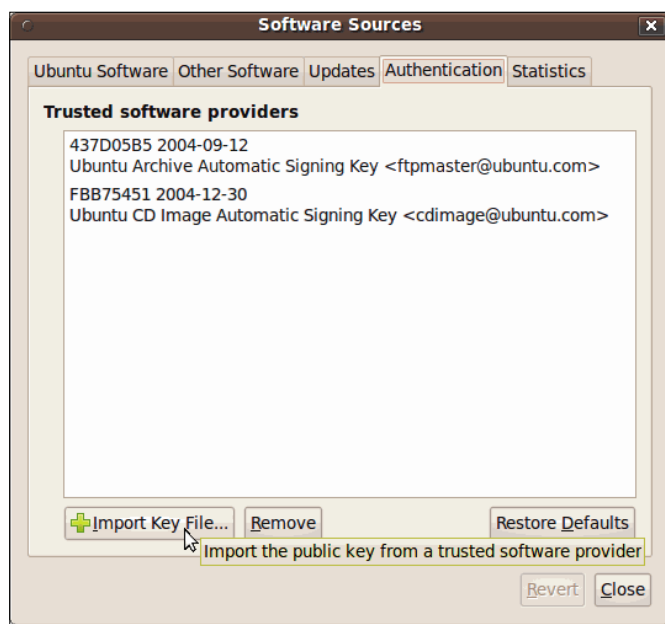 Software Sources
Ubuntu Software Other Software Updates Authentication Statistics
Trusted software providers
437D05B5 2004-09-12
Ubuntu Archive Automatic Signing Key <ftpmaster@ubuntu.com>
FBB75451 2004-12-30
Ubuntu CD Image Automatic Signing Key <cdimage@ubuntu.com>
Import Key File... Remove Restore Defaults
Import the public key from a trusted software provider
Revert Close